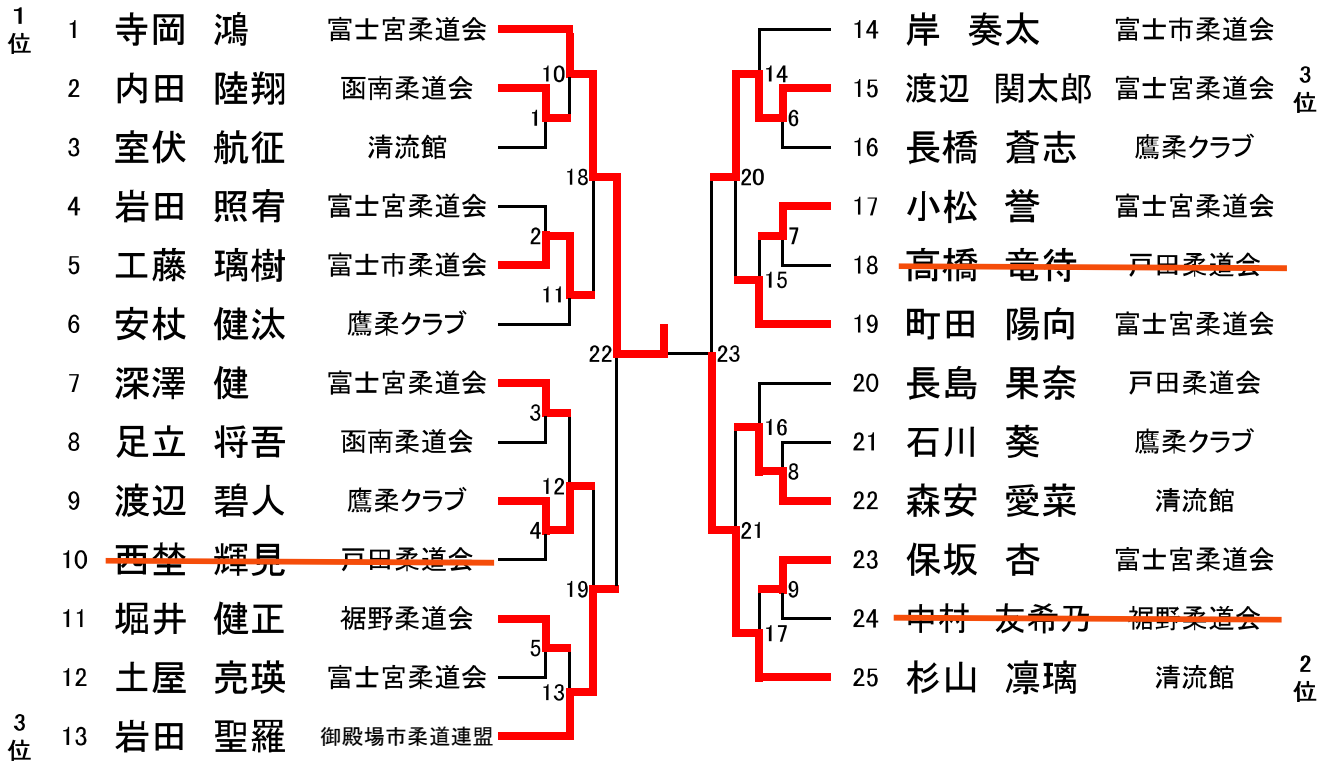 1位
1 寺岡 鴻 富士宮柔道会
2 内田 陸翔 函南柔道会
3 室伏 航征 清流館
4 岩田 照宥 富士宮柔道会
5 工藤 璃樹 富士市柔道会
6 安杖 健汰 鷹柔クラブ
7 深澤 健 富士宮柔道会
8 足立 将吾 函南柔道会
9 渡辺 碧人 鷹柔クラブ
10 西埜 輝見 戸田柔道会
11 堀井 健正 裾野柔道会
12 土屋 亮瑛 富士宮柔道会
3位
13 岩田 聖羅 御殿場市柔道連盟
10
1
18
2
11
22
3
12
4
19
5
13
14
6
20
7
15
23
16
8
21
9
17
14 岸 奏太 富士市柔道会
15 渡辺 関太郎 富士宮柔道会
3位
16 長橋 蒼志 鷹柔クラブ
17 小松 誉 富士宮柔道会
18 高橋 竜待 戸田柔道会
19 町田 陽向 富士宮柔道会
20 長島 果奈 戸田柔道会
21 石川 葵 鷹柔クラブ
22 森安 愛菜 清流館
23 保坂 杏 富士宮柔道会
24 中村 友希乃 裾野柔道会
25 杉山 凛璃 清流館
2位